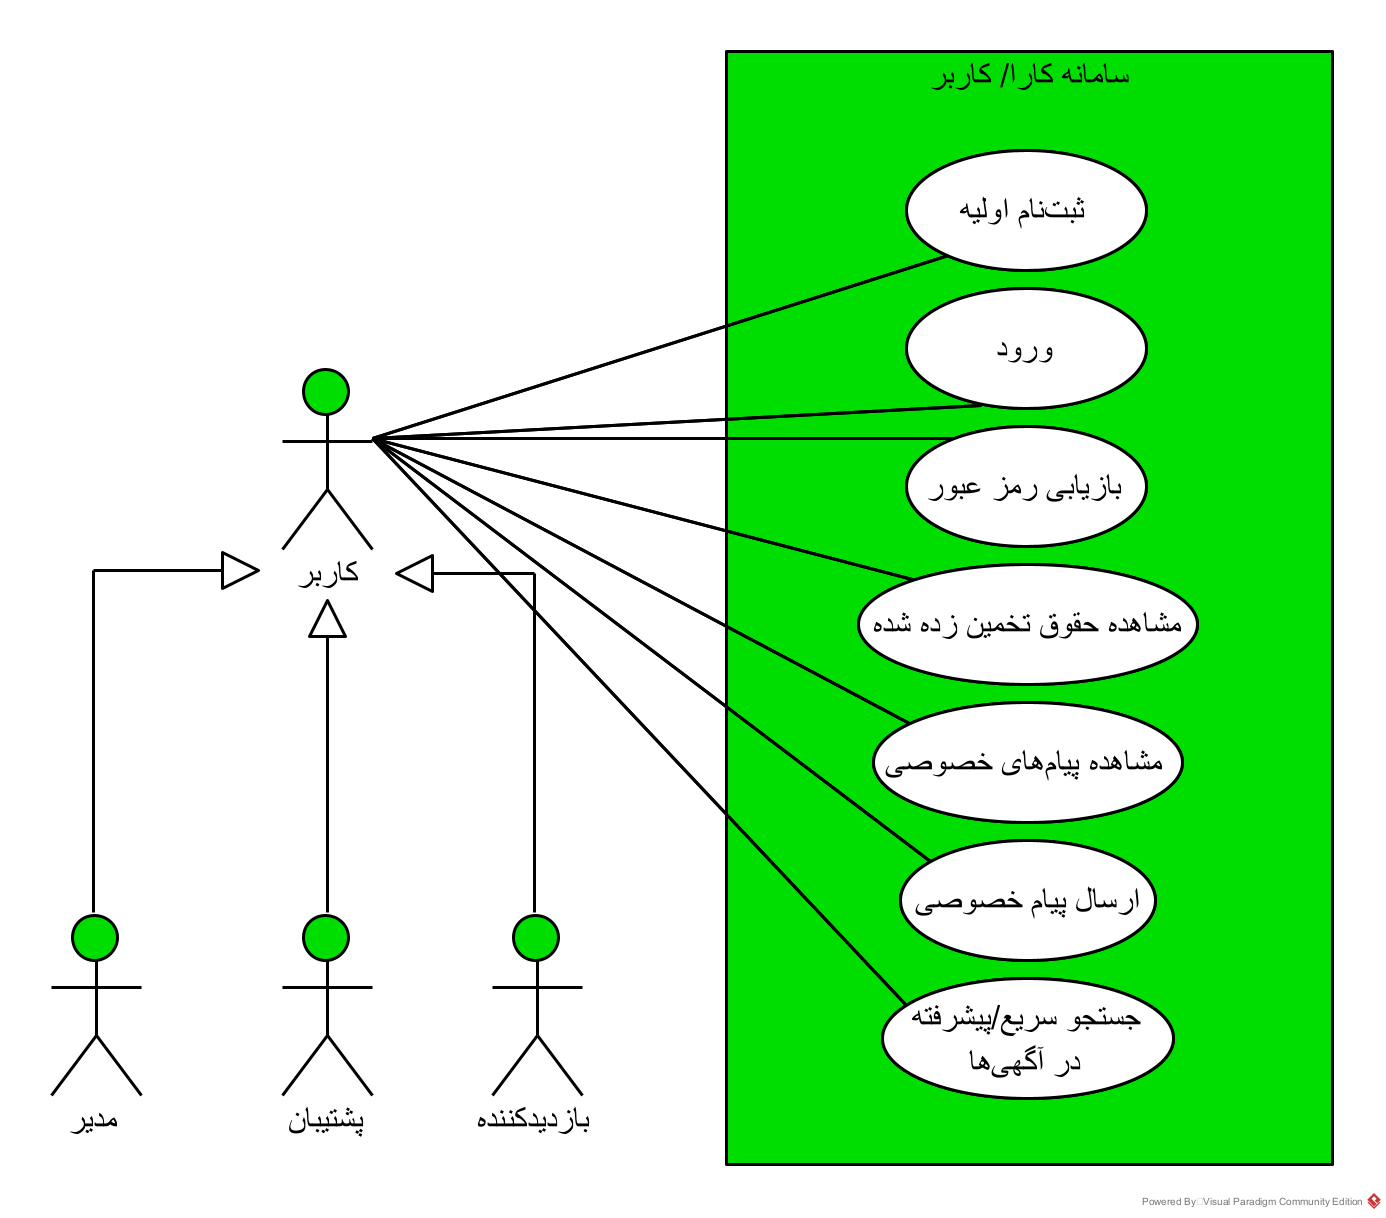 سامانه کارا/ کاربر
ثبت‌نام اولیه
ورود
بازیابی رمز عبور
کاربر
مشاهده حقوق تخمین زده شده
مشاهده پیام‌های خصوصی
ارسال پیام خصوصی
جستجو سریع/پیشرفته
در آگهی‌ها
مدیر
پشتیبان
بازدیدکننده
Powered By Visual Paradigm Community Edition